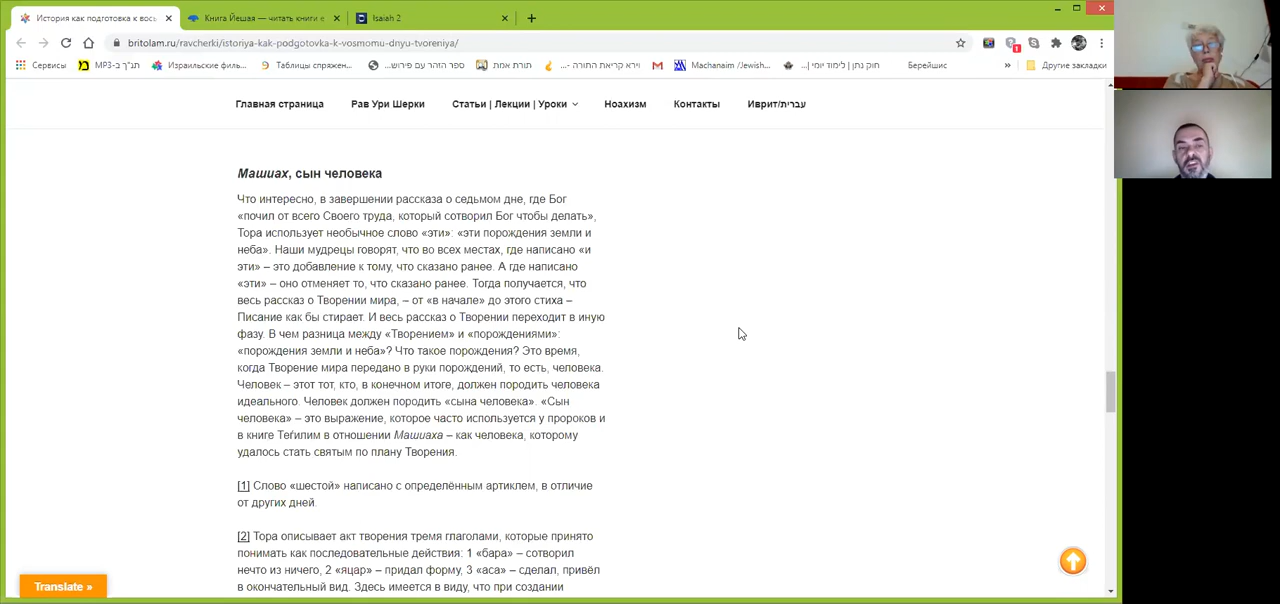 История как подготовка к вось
Книга Йешая — читать книги е
Isaiah 2
britolam.ru/ravcherki/istoriya-kak-podgotovka-k-vosmomu-dnyu-tvoreniya/
Сервисы
תנ"ך ב-MP3
Израильские филь...
Таблицы спряжен...
ספר הזהר עם פירוש...
תורת אמת
וירא קריאת התורה -...
Machanaim /Jewish...
חוק נתן | לימוד יומי |...
Берейшис
»
Другие закладки
Главная страница
Рав Ури Шерки
Статьи | Лекции | Уроки
Ноахизм
Контакты
Иврит/עברית
Машиах, сын человека
Что интересно, в завершении рассказа о седьмом дне, где Бог
«почил от всего Своего труда, который сотворил Бог чтобы делать»,
Тора использует необычное слово «эти»: «эти порождения земли и
неба». Наши мудрецы говорят, что во всех местах, где написано «и
эти» – это добавление к тому, что сказано ранее. А где написано
«эти» – оно отменяет то, что сказано ранее. Тогда получается, что
весь рассказ о Творении мира, – от «в начале» до этого стиха –
Писание как бы стирает. И весь рассказ о Творении переходит в иную
фазу. В чем разница между «Творением» и «порождениями»:
«порождения земли и неба»? Что такое порождения? Это время,
когда Творение мира передано в руки порождений, то есть, человека.
Человек – этот тот, кто, в конечном итоге, должен породить человека
идеального. Человек должен породить «сына человека». «Сын
человека» – это выражение, которое часто используется у пророков и
в книге Теѓилим в отношении Машиаха – как человека, которому
удалось стать святым по плану Творения.
[1] Слово «шестой» написано с определённым артиклем, в отличие
от других дней.
[2] Тора описывает акт творения тремя глаголами, которые принято
понимать как последовательные действия: 1 «бара» – сотворил
нечто из ничего, 2 «яцар» – придал форму, 3 «аса» – сделал, привёл
в окончательный вид. Здесь имеется в виду, что при создании
Translate »